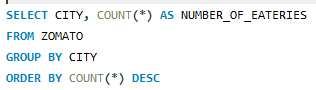 SELECT CITY, COUNT(*) AS NUMBER_OF_EATERIES
FROM ZOMATO
GROUP BY CITY
ORDER BY COUNT(*) DESC